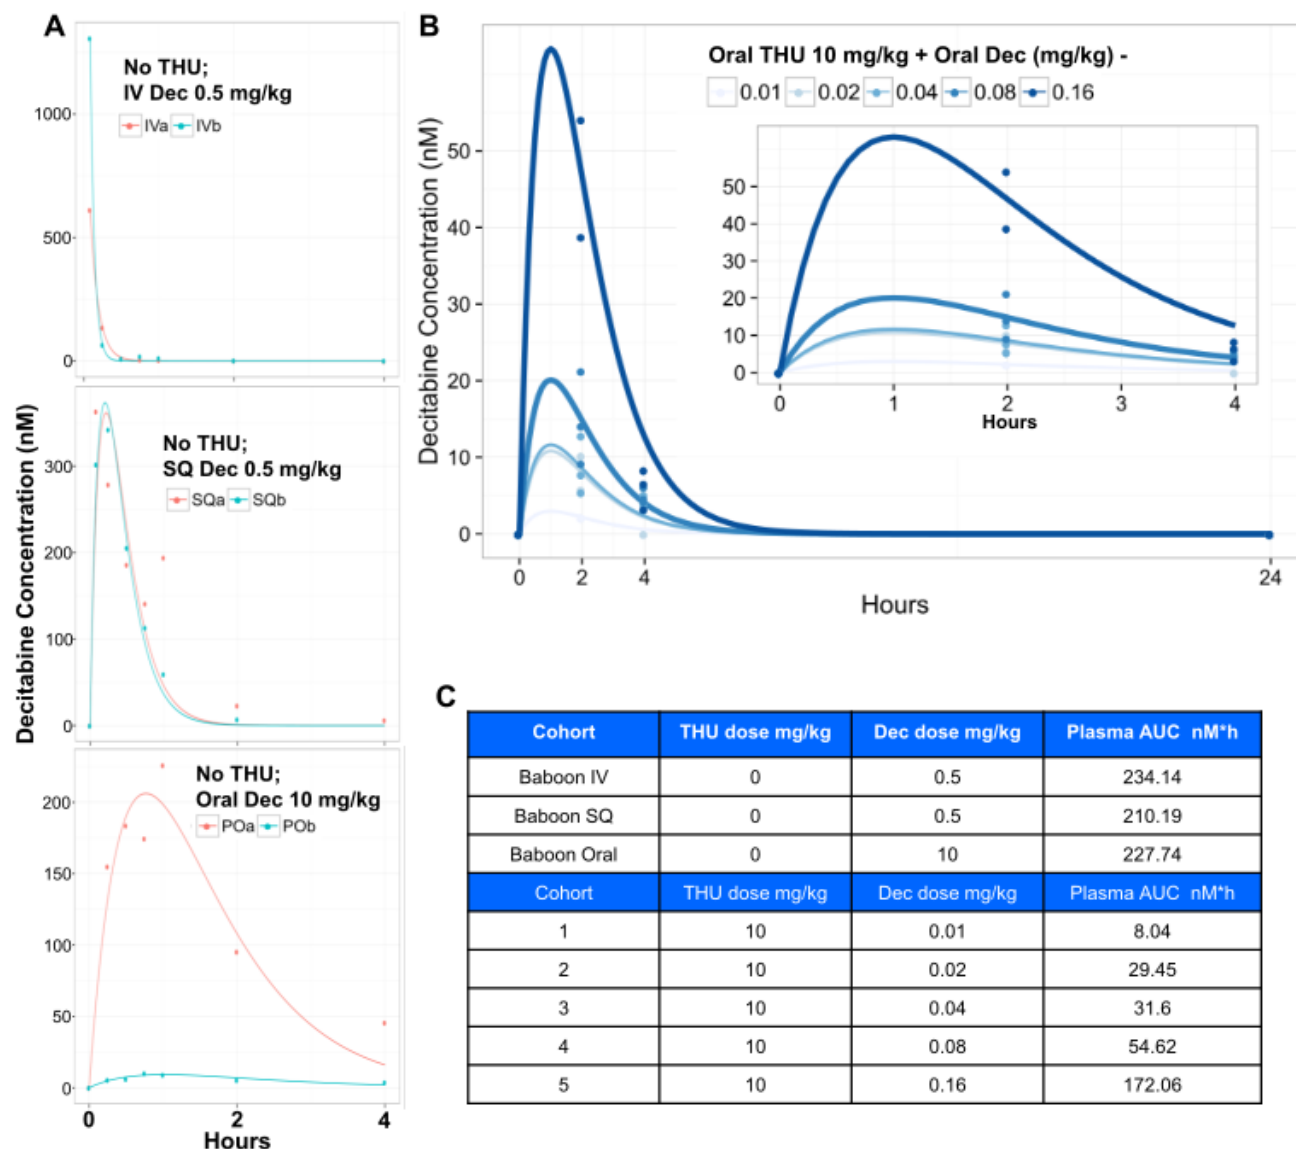 A
No THU;
IV Dec 0.5 mg/kg
IVa IVb
1000
500
0
No THU;
SQ Dec 0.5 mg/kg
SQa SQb
300
200
100
0
No THU;
Oral Dec 10 mg/kg
POa POb
200
150
100
50
0
0 2 4
Hours
Decitabine Concentration (nM)
B
Oral THU 10 mg/kg + Oral Dec (mg/kg) -
0.01 0.02 0.04 0.08 0.16
Decitabine Concentration (nM)
50
40
30
20
10
0
0 2 4 24
Hours
50
40
30
20
10
0
0 1 2 3 4
Hours
C
Cohort THU dose mg/kg Dec dose mg/kg Plasma AUC nM*h
Baboon IV 0 0.5 234.14
Baboon SQ 0 0.5 210.19
Baboon Oral 0 10 227.74
Cohort THU dose mg/kg Dec dose mg/kg Plasma AUC nM*h
1 10 0.01 8.04
2 10 0.02 29.45
3 10 0.04 31.6
4 10 0.08 54.62
5 10 0.16 172.06